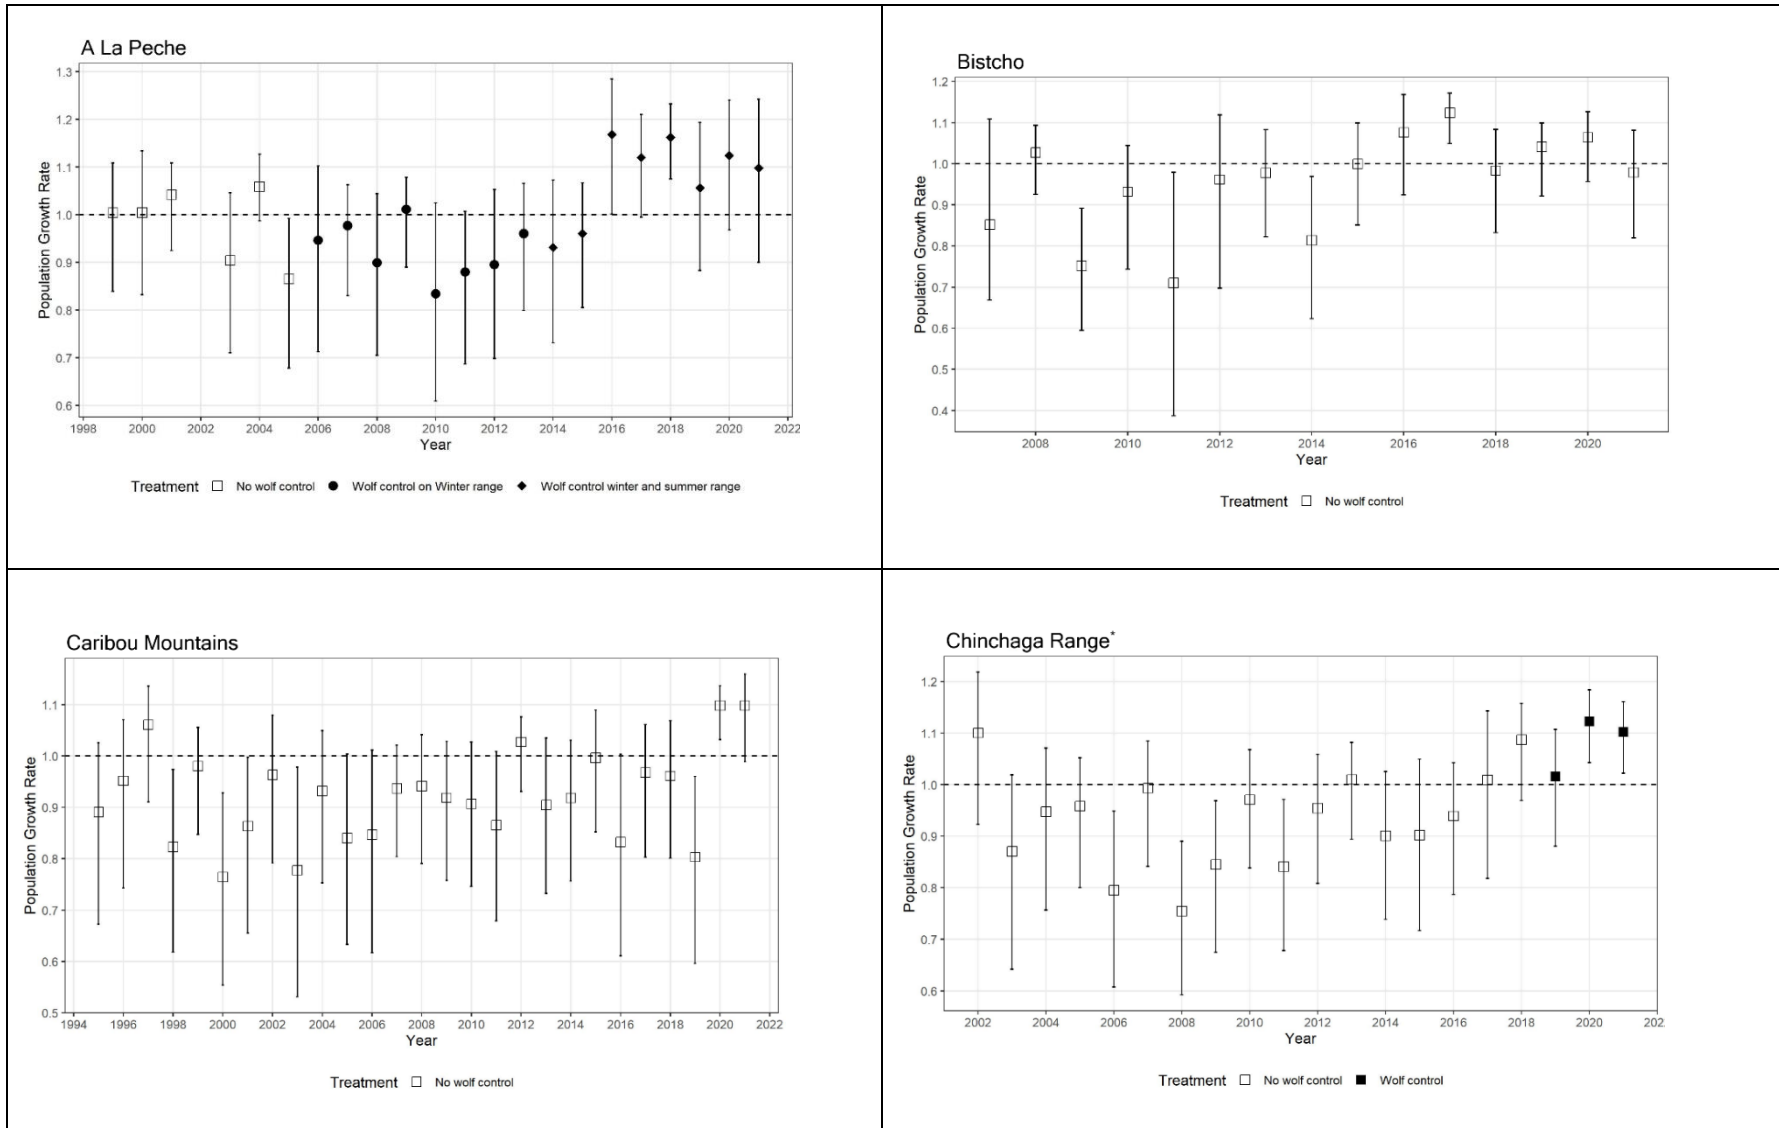 A La Peche
1.3
1.2
1.1
1.0
0.9
0.8
0.7
0.6
Population Growth Rate
1998 2000 2002 2004 2006 2008 2010 2012 2014 2016 2018 2020 2022
Year
Treatment No wolf control Wolf control on Winter range Wolf control winter and summer range
Bistcho
1.2
1.1
1.0
0.9
0.8
0.7
0.6
0.5
0.4
Population Growth Rate
2008 2010 2012 2014 2016 2018 2020
Year
Treatment No wolf control
Caribou Mountains
1.1
1.0
0.9
0.8
0.7
0.6
0.5
Population Growth Rate
1994 1996 1998 2000 2002 2004 2006 2008 2010 2012 2014 2016 2018 2020 2022
Year
Treatment No wolf control
Chinchaga Range*
1.2
1.1
1.0
0.9
0.8
0.7
0.6
Population Growth Rate
2002 2004 2006 2008 2010 2012 2014 2016 2018 2020 202
Year
Treatment No wolf control Wolf control